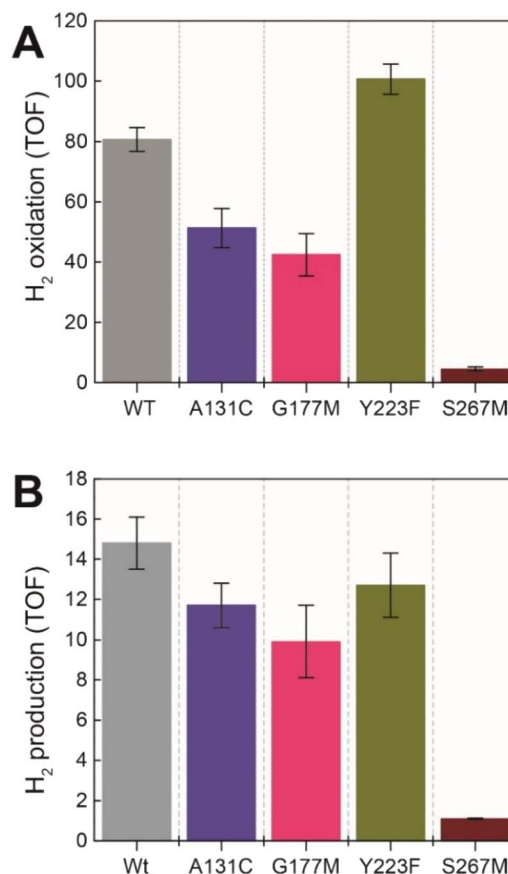 A
H2 oxidation (TOF)
120
100
80
60
40
20
0
WT A131C G177M Y223F S267M
B
H2 production (TOF)
18
16
14
12
10
8
6
4
2
0
Wt A131C G177M Y223F S267M